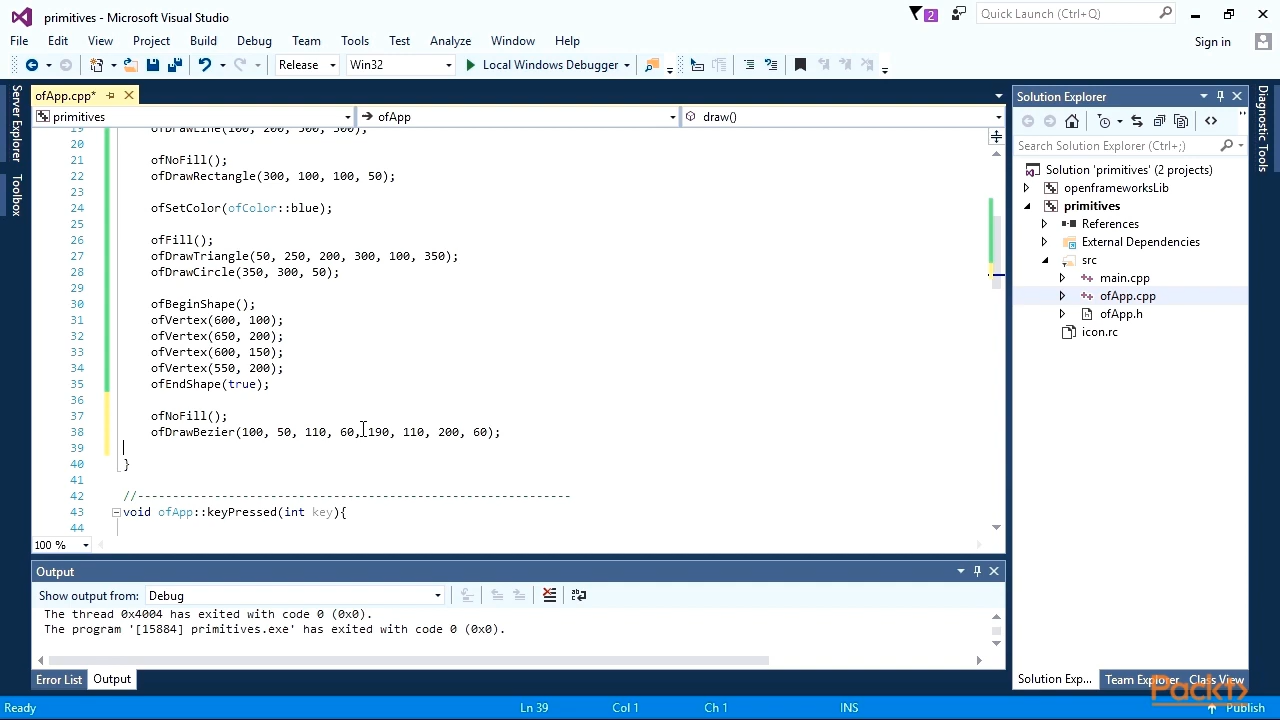 primitives - Microsoft Visual Studio
2
Quick Launch (Ctrl+Q)
File Edit View Project Build Debug Team Tools Test Analyze Window Help
Sign in
Release Win32 Local Windows Debugger
Server Explorer
Toolbox
ofApp.cpp*
primitives ofApp draw()
19 ofDrawLine(100, 200, 300, 300);
20
21 ofNoFill();
22 ofDrawRectangle(300, 100, 100, 50);
23
24 ofSetColor(ofColor::blue);
25
26 ofFill();
27 ofDrawTriangle(50, 250, 200, 300, 100, 350);
28 ofDrawCircle(350, 300, 50);
29
30 ofBeginShape();
31 ofVertex(600, 100);
32 ofVertex(650, 200);
33 ofVertex(600, 150);
34 ofVertex(550, 200);
35 ofEndShape(true);
36
37 ofNoFill();
38 ofDrawBezier(100, 50, 110, 60, 190, 110, 200, 60);
39
40 }
41
42 //--------------------------------------------------------------
43 void ofApp::keyPressed(int key){
44
100 %
Output
Show output from: Debug
The thread 0x4004 has exited with code 0 (0x0).
The program '[15884] primitives.exe' has exited with code 0 (0x0).
Error List Output
Solution Explorer
Search Solution Explorer (Ctrl+;)
Solution 'primitives' (2 projects)
openframeworksLib
primitives
References
External Dependencies
src
main.cpp
ofApp.cpp
ofApp.h
icon.rc
Solution Exp... Team Explorer Class View
Diagnostic Tools
Packt>
Ready Ln 39 Col 1 Ch 1 INS Publish